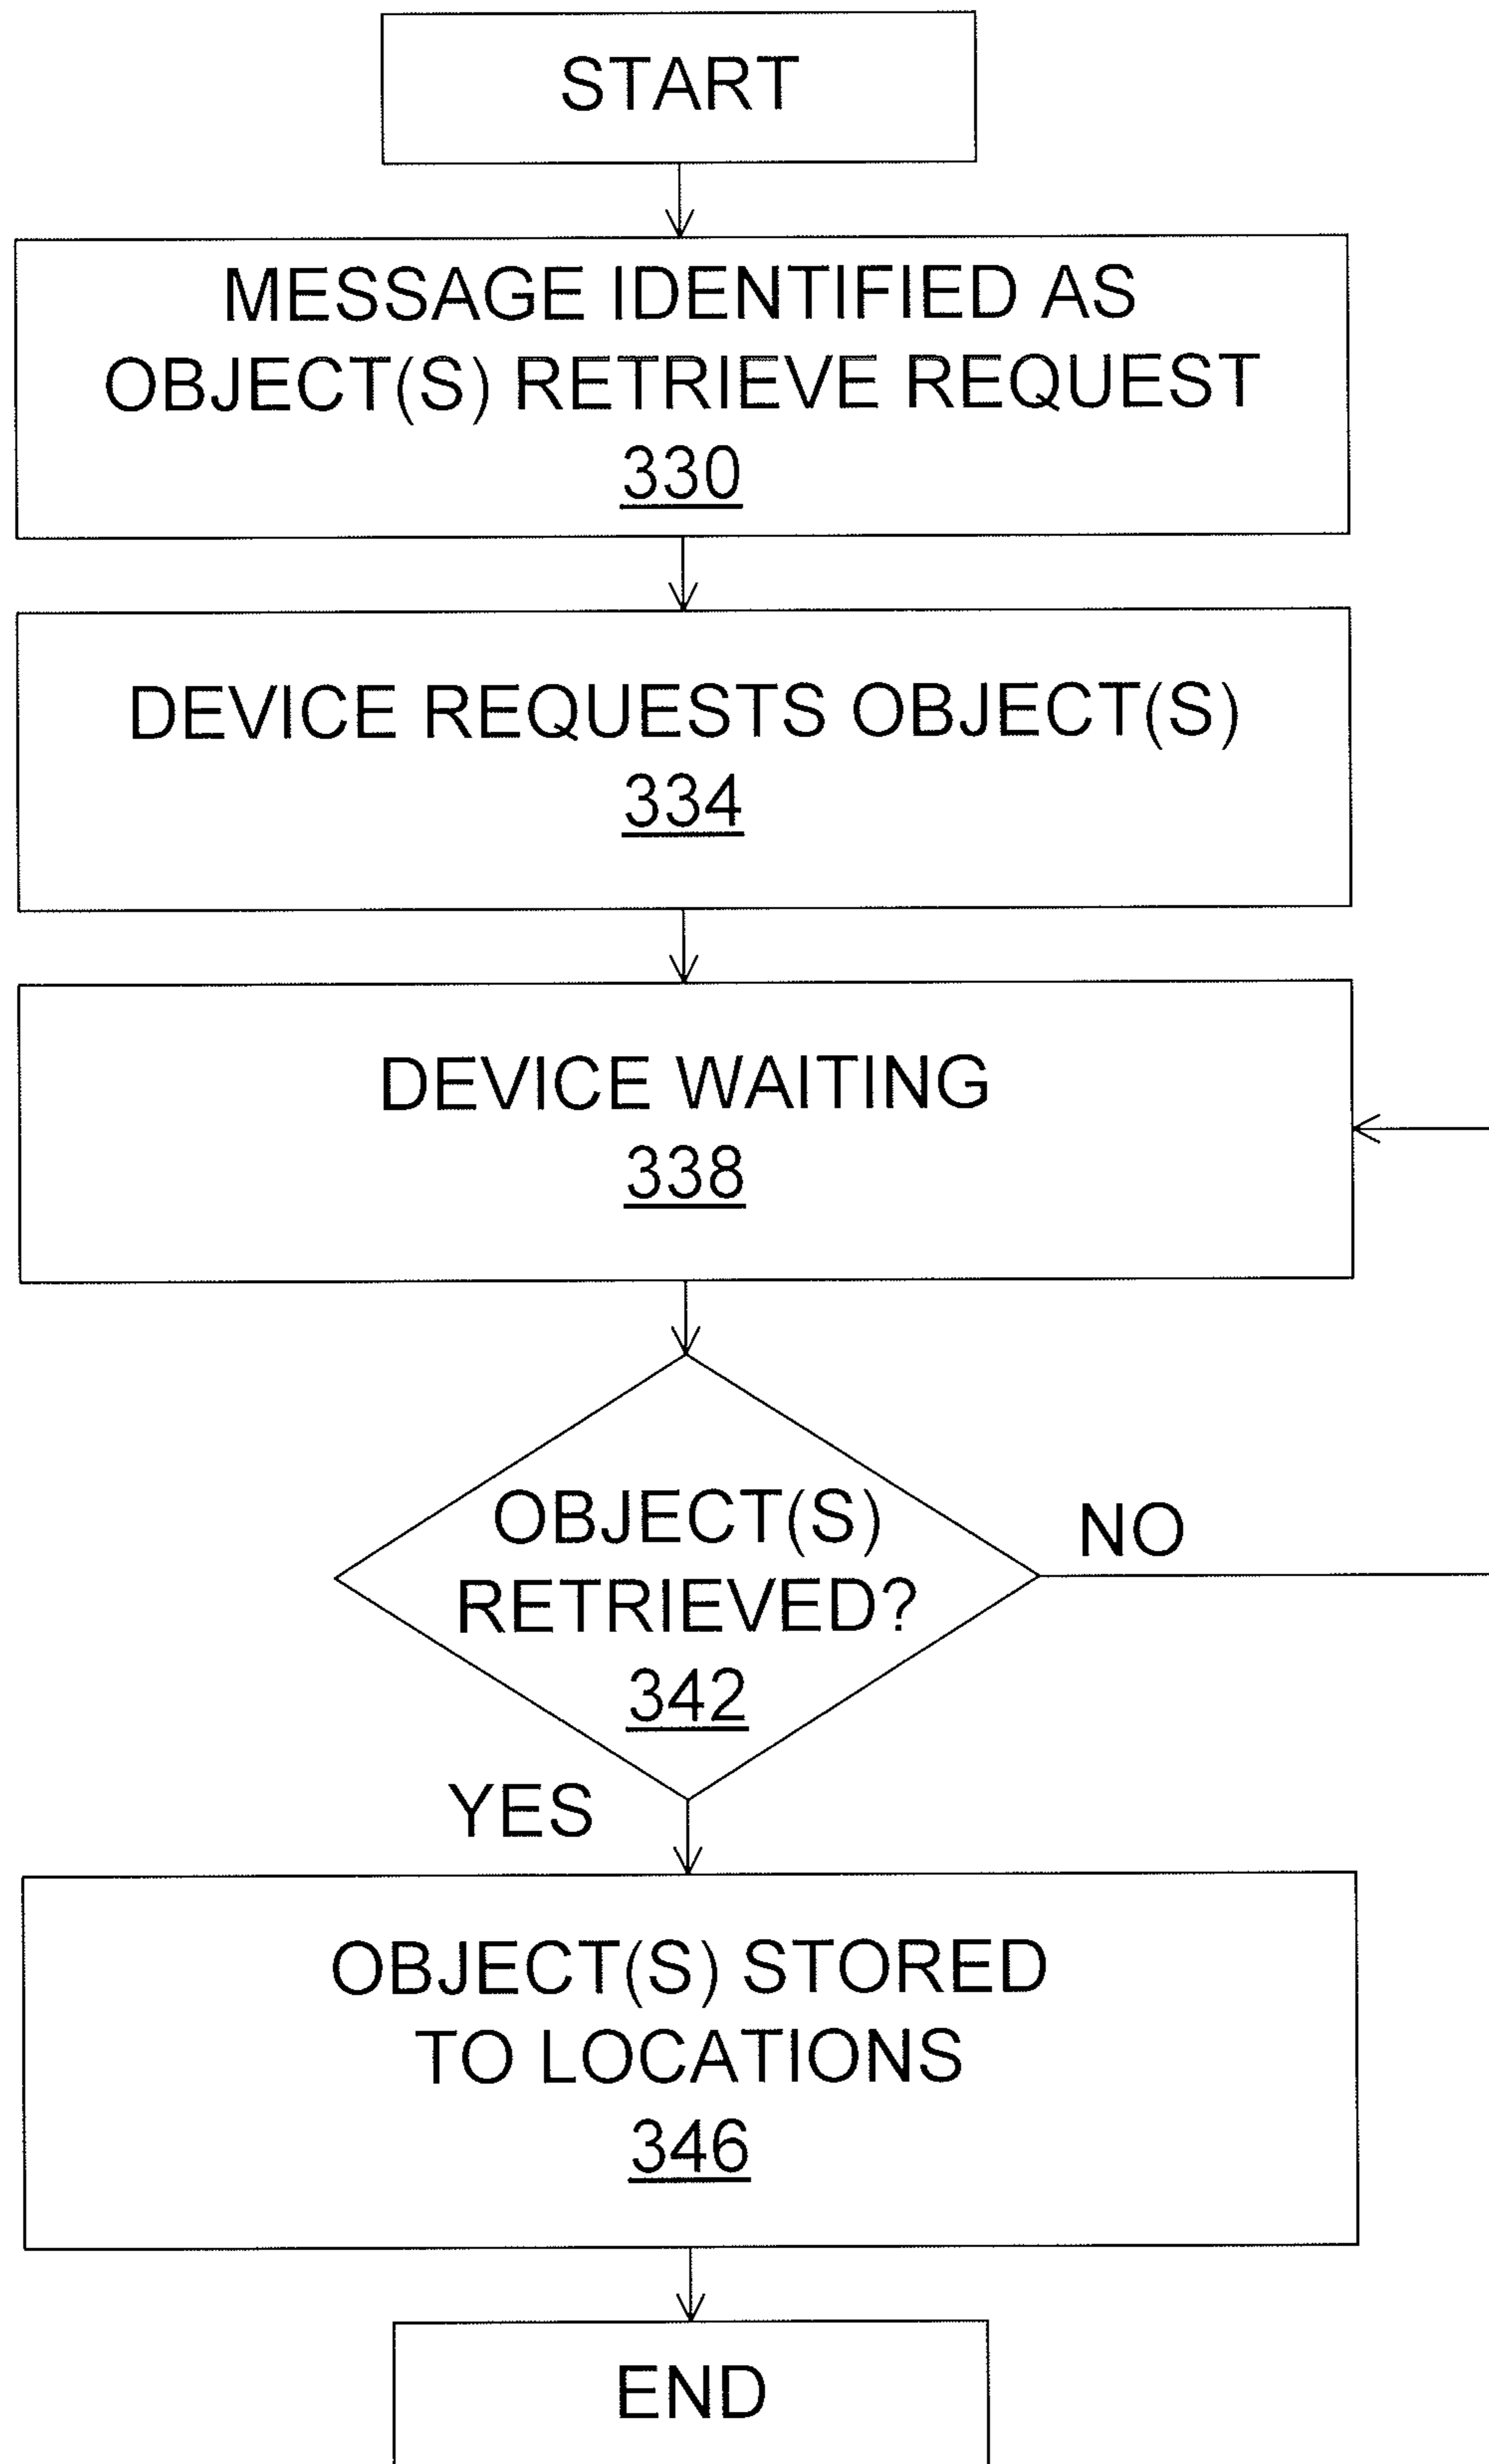 START
MESSAGE IDENTIFIED AS
OBJECT(S) RETRIEVE REQUEST
330
DEVICE REQUESTS OBJECT(S)
334
DEVICE WAITING
338
OBJECT(S)
RETRIEVED?
342
NO
YES
OBJECT(S) STORED
TO LOCATIONS
346
END